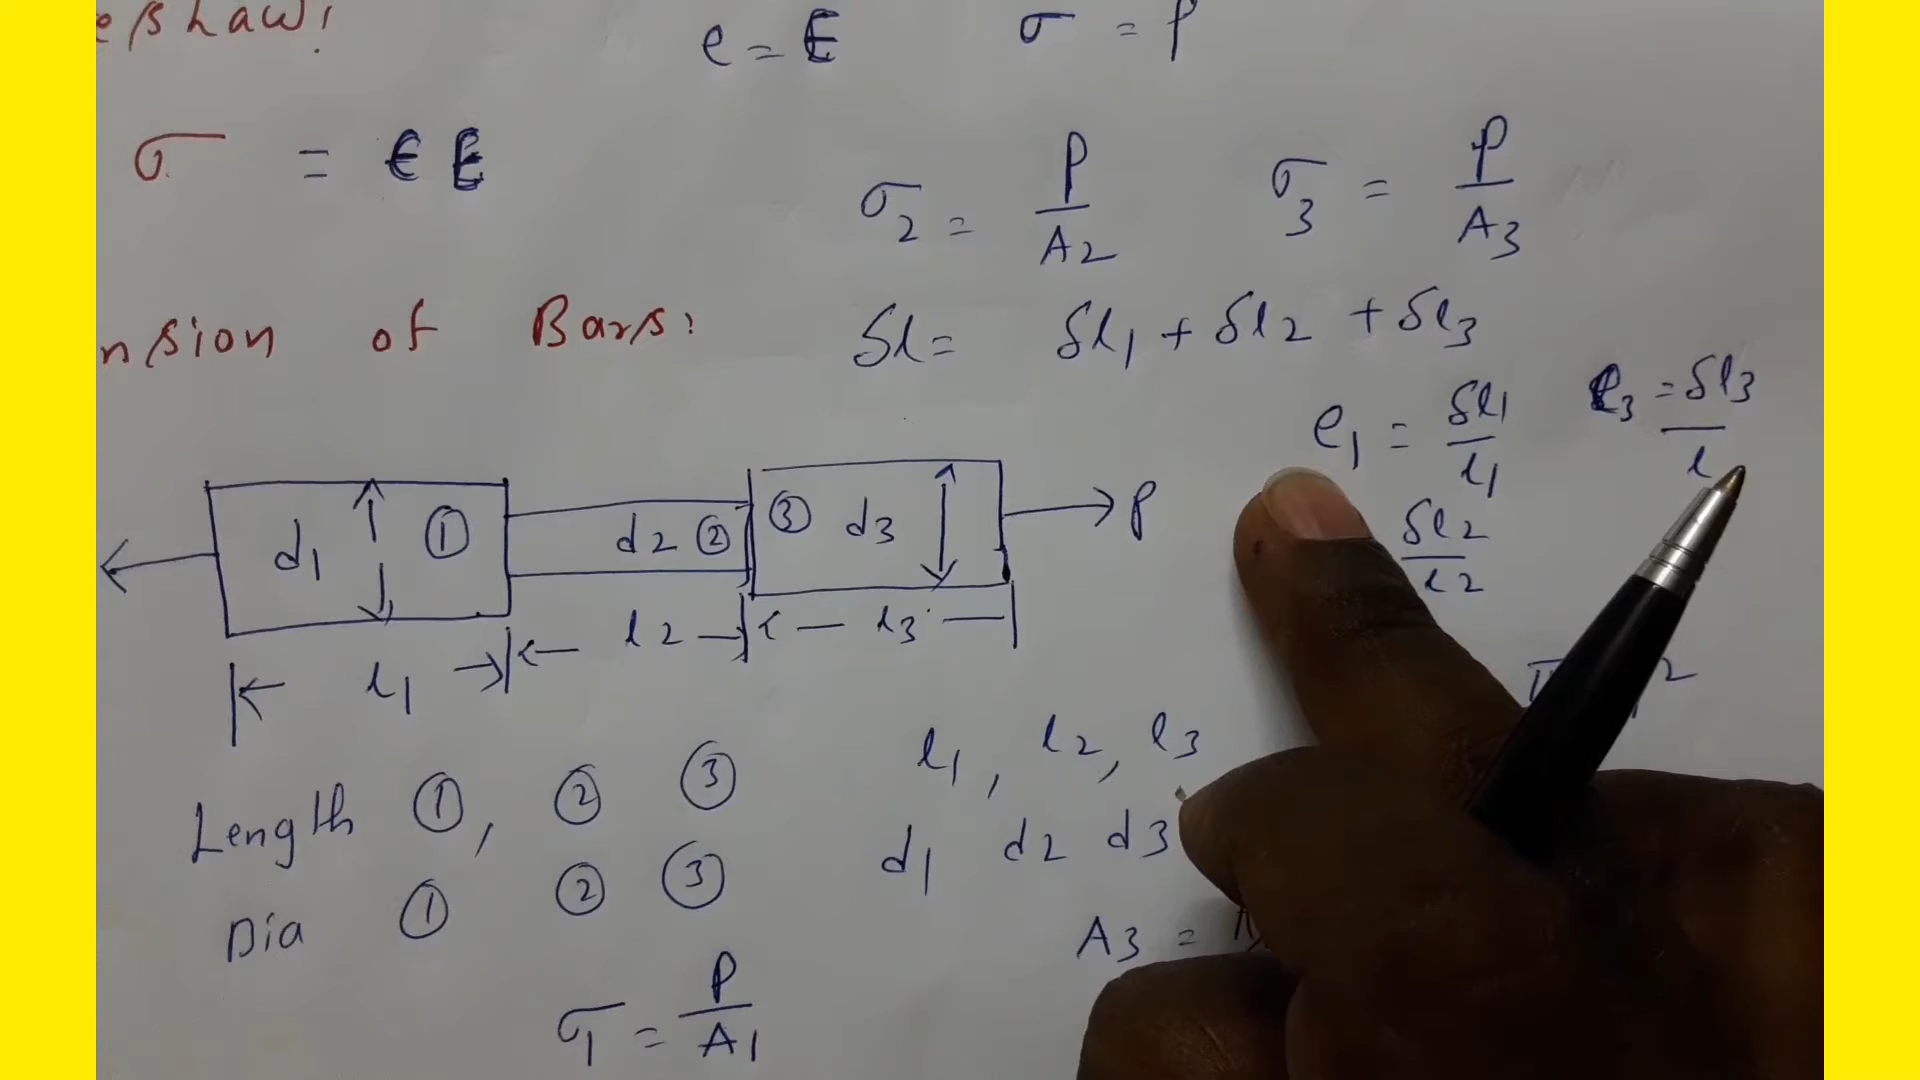 e = E σ = P
σ = ϵ E
σ2 = P/A2 σ3 = P/A3
nsion of Bars:
δl = δl1 + δl2 + δl3
e1 = δl1/l1 e3 = δl3/l
δl2/l2
d1 ① d2 ② ③ d3 P
l1 l2 l3
Length ①, ② ③ l1, l2, l3
Dia ① ② ③ d1 d2 d3
A3 = π
σ1 = P/A1